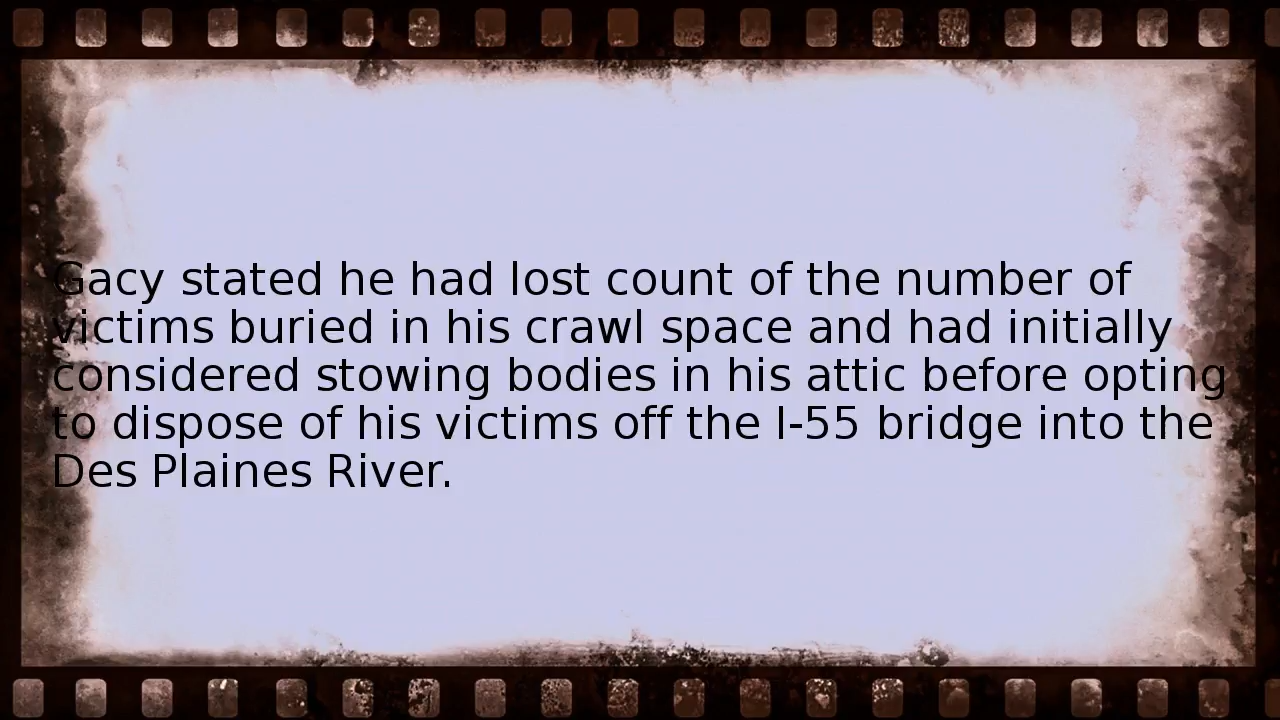 Gacy stated he had lost count of the number of
victims buried in his crawl space and had initially
considered stowing bodies in his attic before opting
to dispose of his victims off the I-55 bridge into the
Des Plaines River.